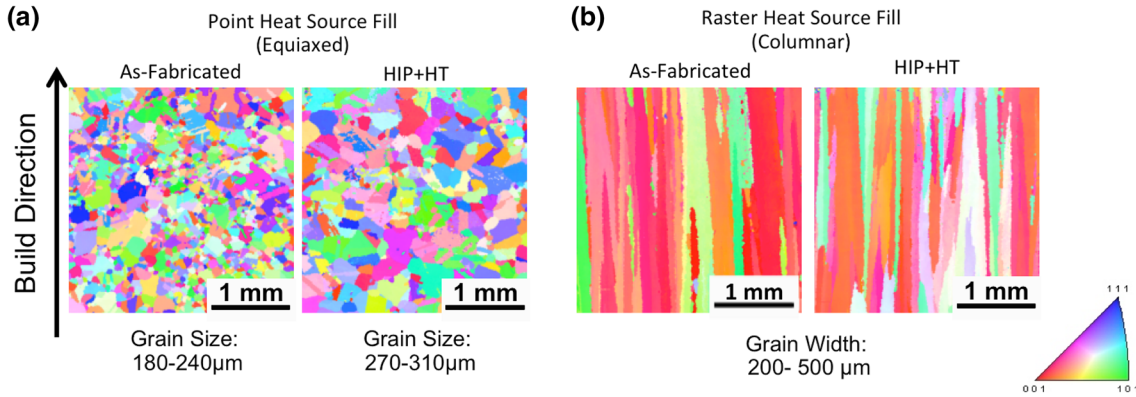 (a)
Point Heat Source Fill
(Equiaxed)
As-Fabricated
HIP+HT
Build Direction
1 mm
1 mm
Grain Size:
180-240µm
Grain Size:
270-310µm
(b)
Raster Heat Source Fill
(Columnar)
As-Fabricated
HIP+HT
1 mm
1 mm
Grain Width:
200- 500 µm
111
001
101